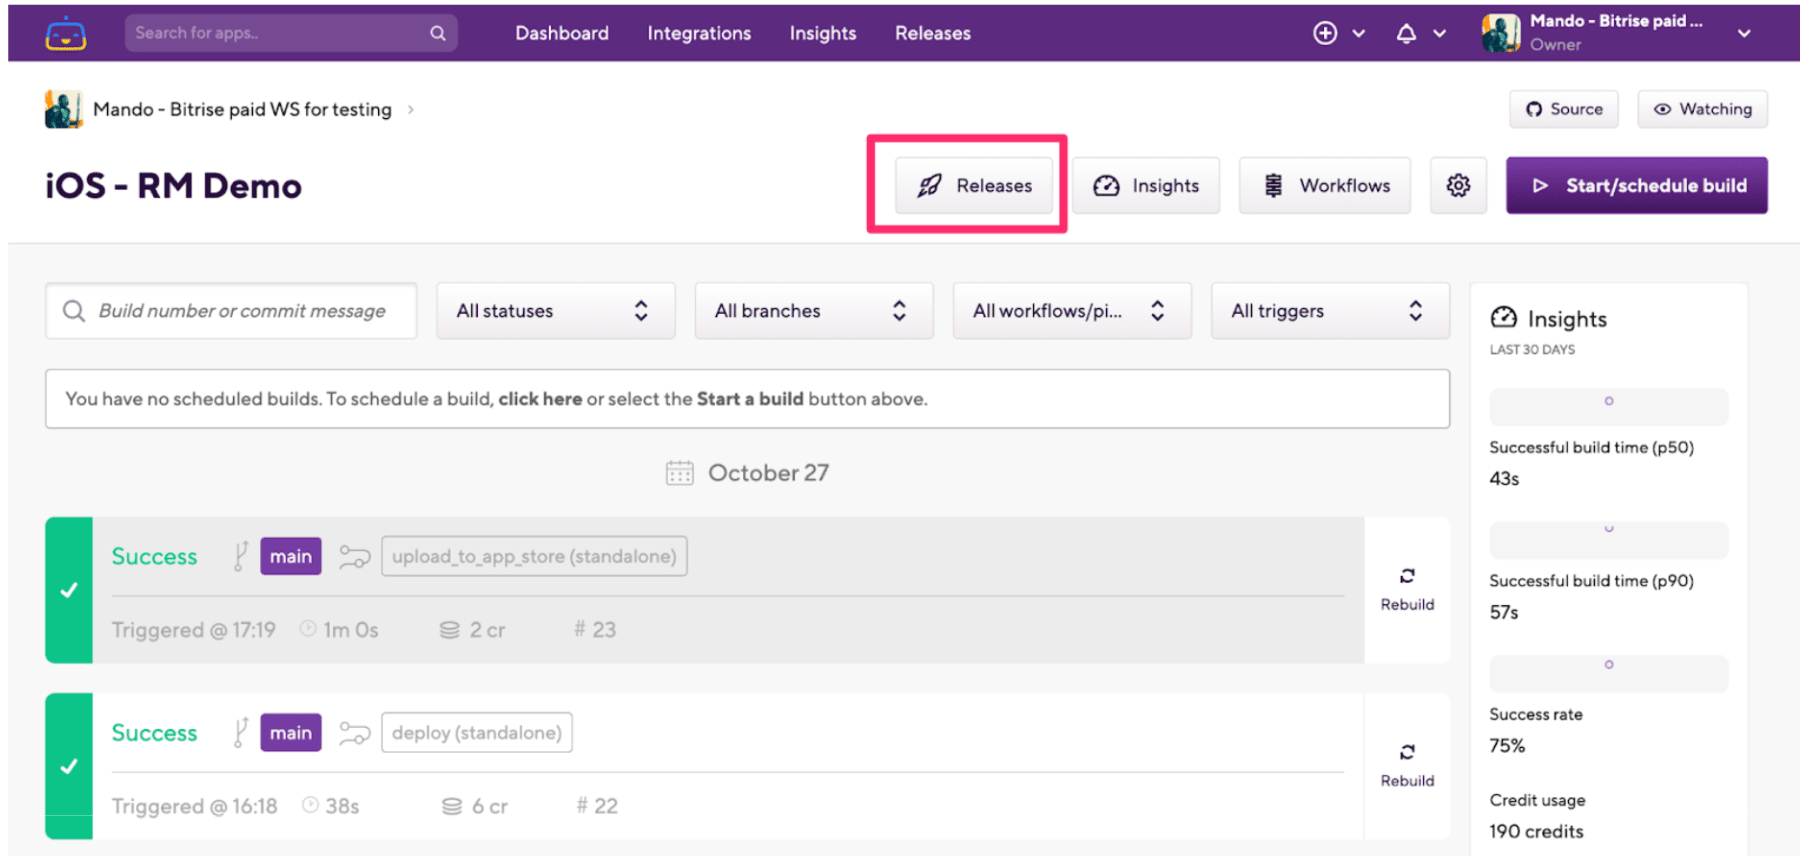 Search for apps..
Dashboard
Integrations
Insights
Releases
Mando - Bitrise paid ...
Owner
Mando - Bitrise paid WS for testing
Source
Watching
iOS - RM Demo
Releases
Insights
Workflows
Start/schedule build
Build number or commit message
All statuses
All branches
All workflows/pi...
All triggers
Insights
LAST 30 DAYS
You have no scheduled builds. To schedule a build, click here or select the Start a build button above.
Successful build time (p50)
43s
October 27
Success
main
upload_to_app_store (standalone)
Triggered @ 17:19
1m 0s
2 cr
# 23
Rebuild
Successful build time (p90)
57s
Success
main
deploy (standalone)
Triggered @ 16:18
38s
6 cr
# 22
Rebuild
Success rate
75%
Credit usage
190 credits